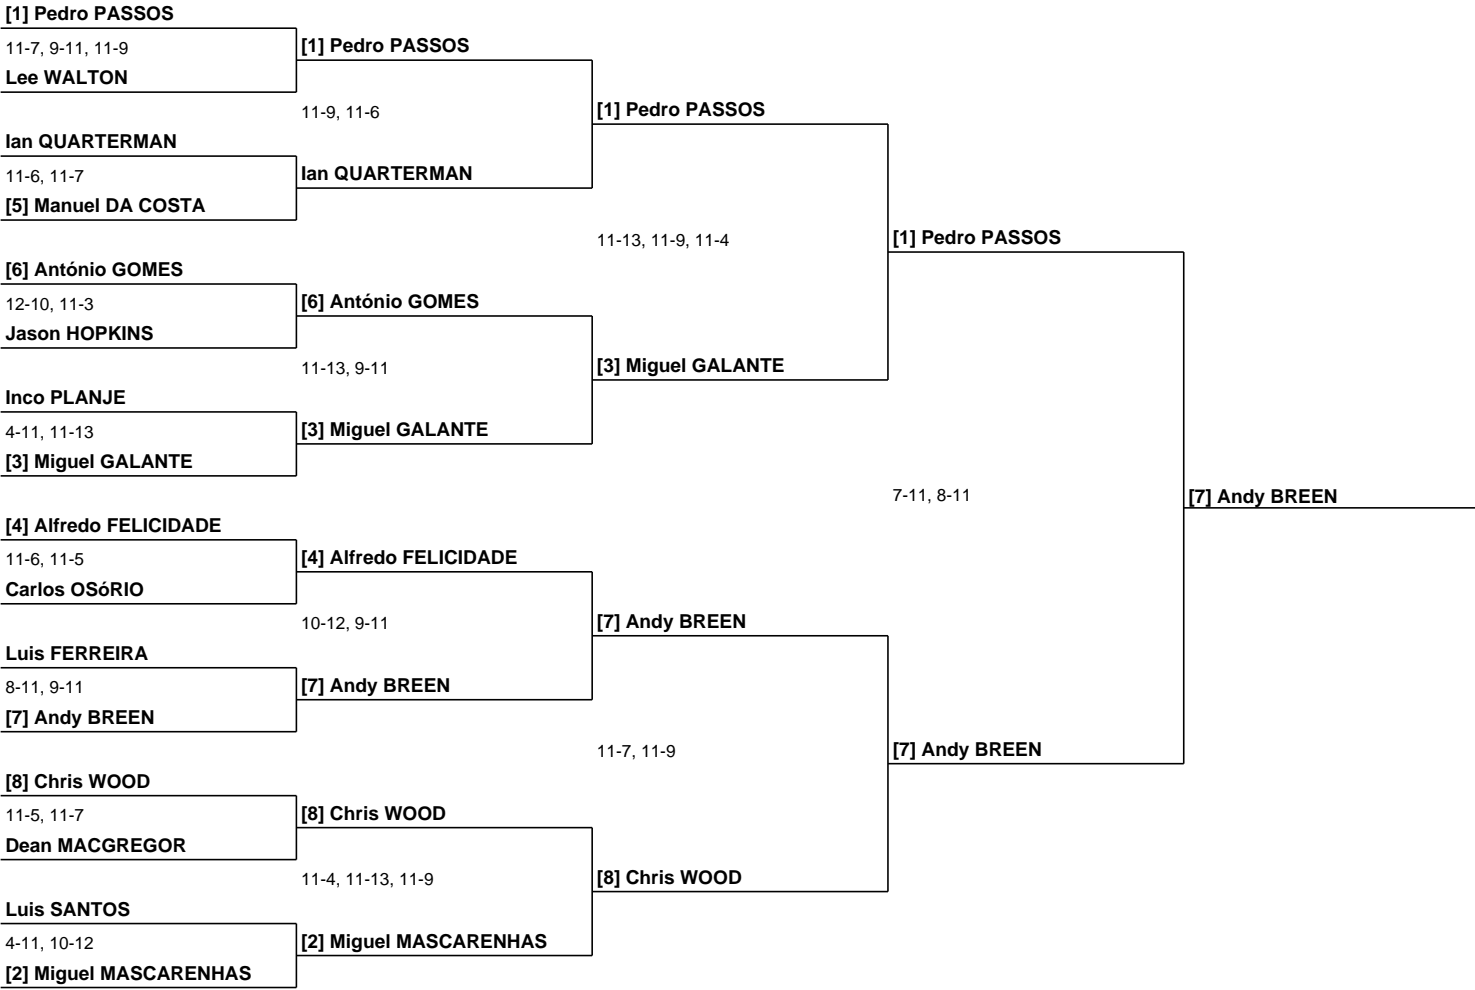 [1] Pedro PASSOS
11-7, 9-11, 11-9
[1] Pedro PASSOS
Lee WALTON
11-9, 11-6
[1] Pedro PASSOS
Ian QUARTERMAN
11-6, 11-7
Ian QUARTERMAN
[5] Manuel DA COSTA
11-13, 11-9, 11-4
[1] Pedro PASSOS
[6] António GOMES
12-10, 11-3
[6] António GOMES
Jason HOPKINS
11-13, 9-11
[3] Miguel GALANTE
Inco PLANJE
4-11, 11-13
[3] Miguel GALANTE
[3] Miguel GALANTE
7-11, 8-11
[7] Andy BREEN
[4] Alfredo FELICIDADE
11-6, 11-5
[4] Alfredo FELICIDADE
Carlos OSóRIO
10-12, 9-11
[7] Andy BREEN
Luis FERREIRA
8-11, 9-11
[7] Andy BREEN
[7] Andy BREEN
11-7, 11-9
[7] Andy BREEN
[8] Chris WOOD
11-5, 11-7
[8] Chris WOOD
Dean MACGREGOR
11-4, 11-13, 11-9
[8] Chris WOOD
Luis SANTOS
4-11, 10-12
[2] Miguel MASCARENHAS
[2] Miguel MASCARENHAS